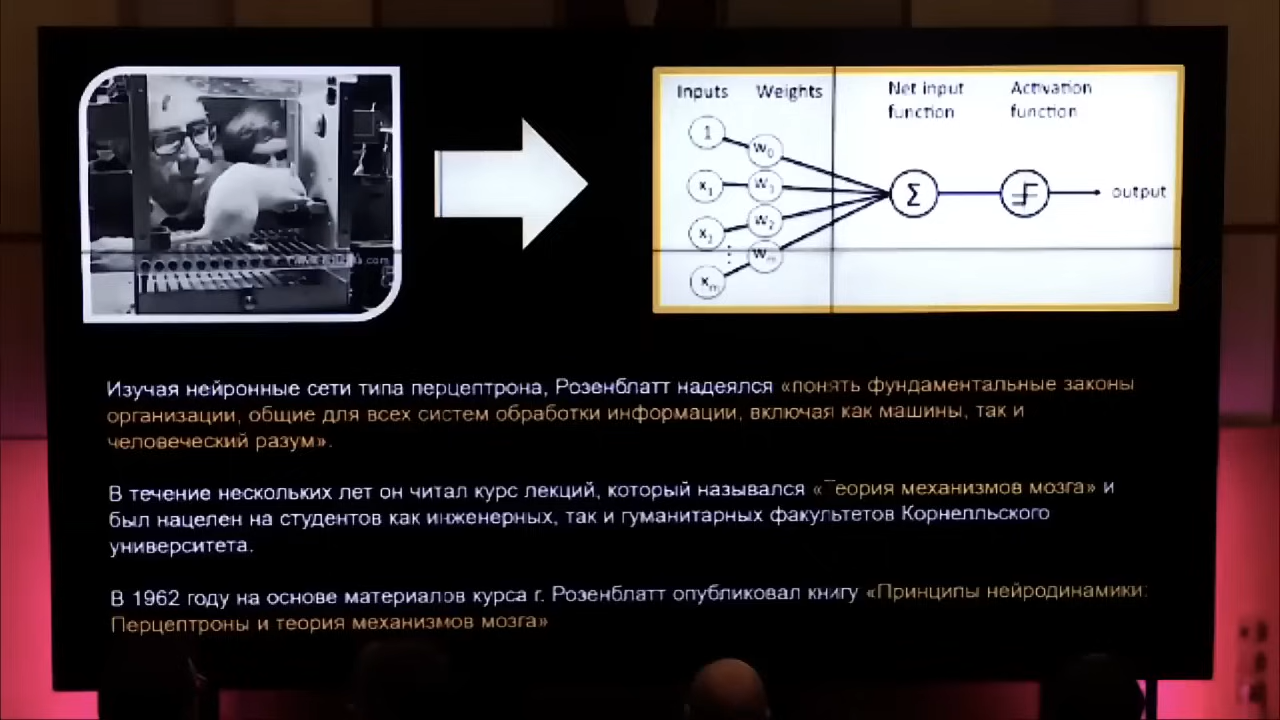 Inputs Weights Net input function Activation function
1 w0
x1 w1
x2 w2
⋮
xm wm
Σ
output
Изучая нейронные сети типа перцептрона, Розенблатт надеялся «понять фундаментальные законы
организации, общие для всех систем обработки информации, включая как машины, так и
человеческий разум».
В течение нескольких лет он читал курс лекций, который назывался «Теория механизмов мозга» и
был нацелен на студентов как инженерных, так и гуманитарных факультетов Корнелльского
университета.
В 1962 году на основе материалов курса г. Розенблатт опубликовал книгу «Принципы нейродинамики:
Перцептроны и теория механизмов мозга»